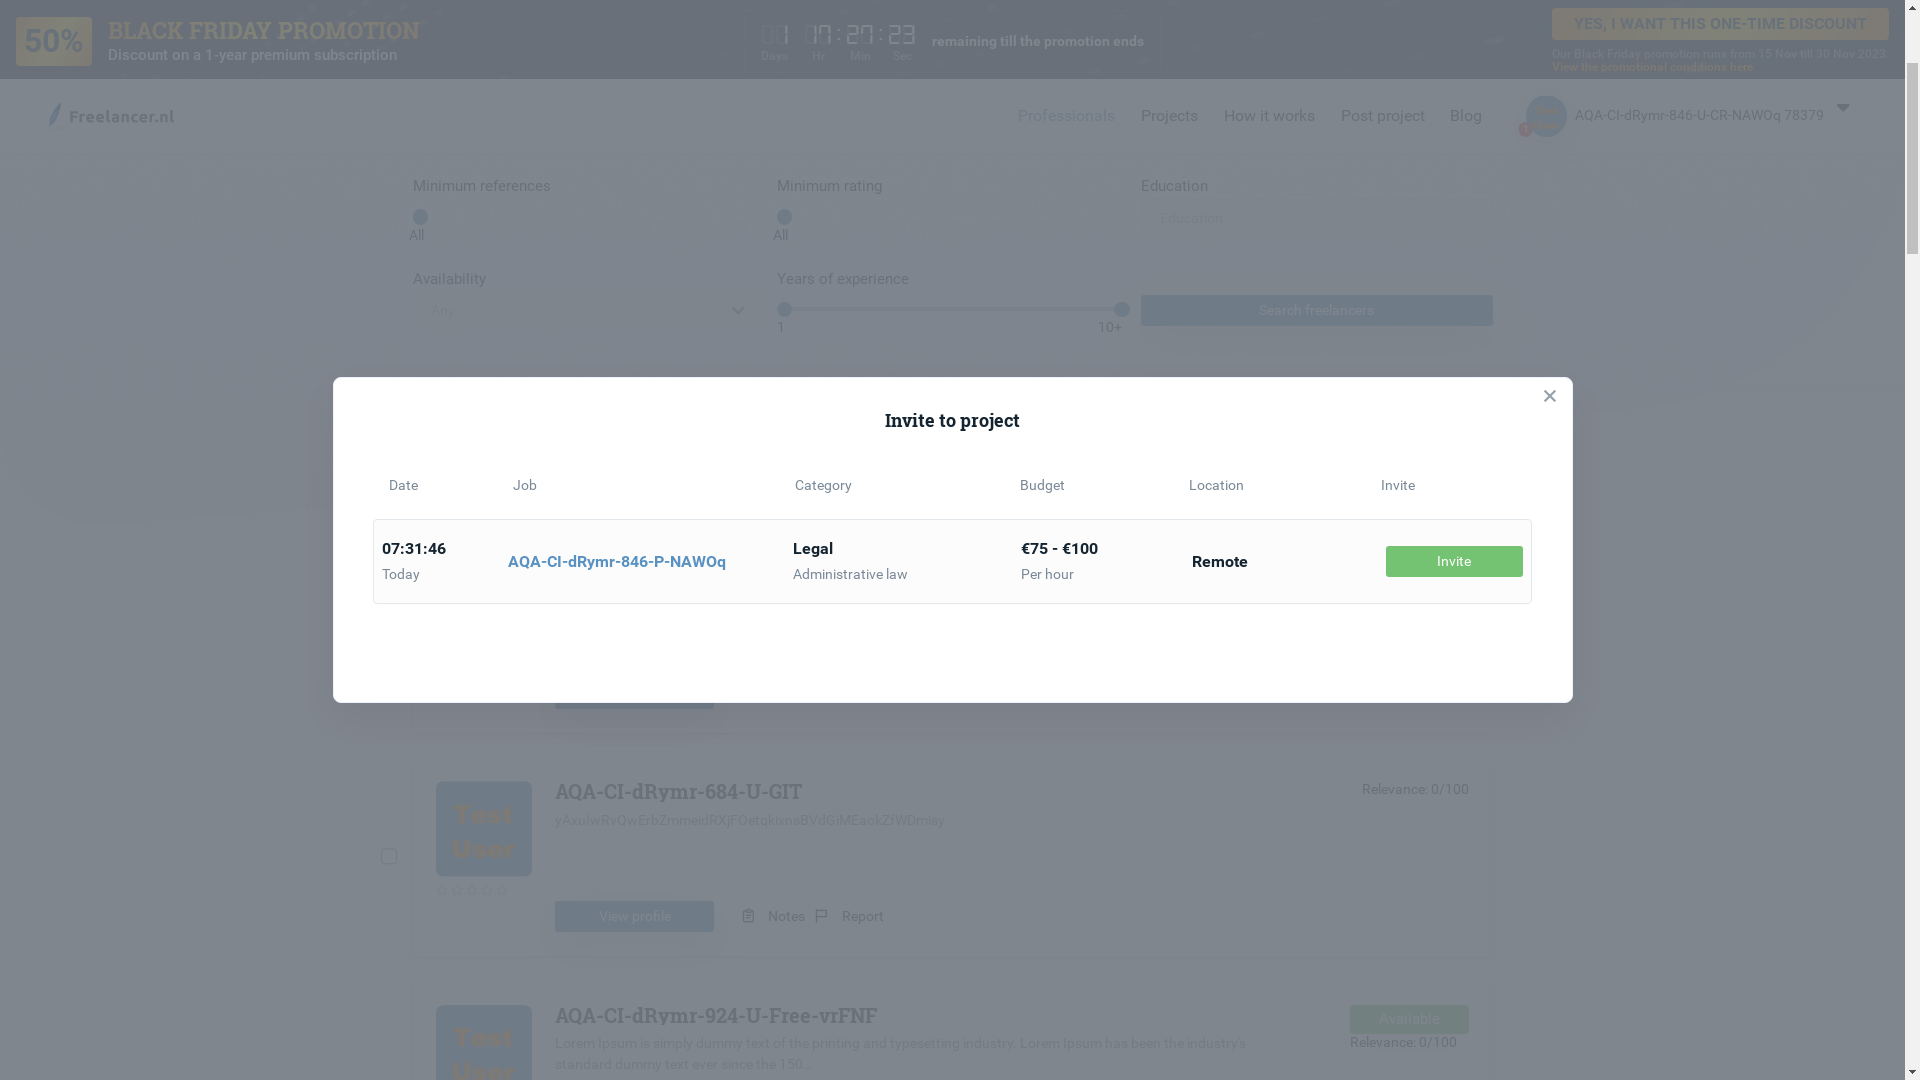 50%
BLACK FRIDAY PROMOTION
Discount on a 1-year premium subscription
1 17 : 27 : 23
Days Hr Min Sec
remaining till the promotion ends
YES, I WANT THIS ONE-TIME DISCOUNT
Our Black Friday promotion runs from 15 Nov till 30 Nov 2023
View the promotional conditions here
Freelancer.nl
Professionals Projects How it works Post project Blog
1
AQA-CI-dRymr-846-U-CR-NAWOq 78379
Minimum references Minimum rating Education
Education
All All
Availability Years of experience
Any
Search freelancers
1 10+
Invite to project
Date Job Category Budget Location Invite
07:31:46 Legal €75 - €100
AQA-CI-dRymr-846-P-NAWOq Remote Invite
Today Administrative law Per hour
AQA-CI-dRymr-684-U-GIT
Relevance: 0/100
Test
User
View profile Notes Report
AQA-CI-dRymr-924-U-Free-vrFNF
Available
Lorem Ipsum is simply dummy text of the printing and typesetting industry. Lorem Ipsum has been the industry's
Relevance: 0/100
standard dummy text ever since the 150...
Test
User